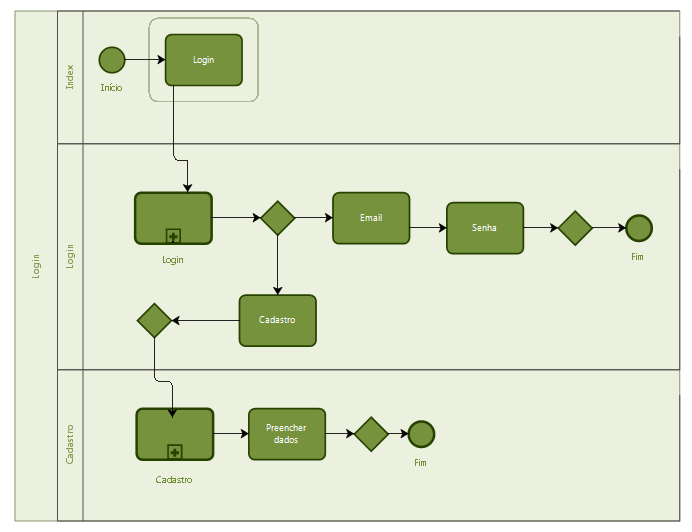 Login
Index
Início
Login
Login
Login
Email
Senha
Fim
Cadastro
Cadastro
Cadastro
Preencher
dados
Fim